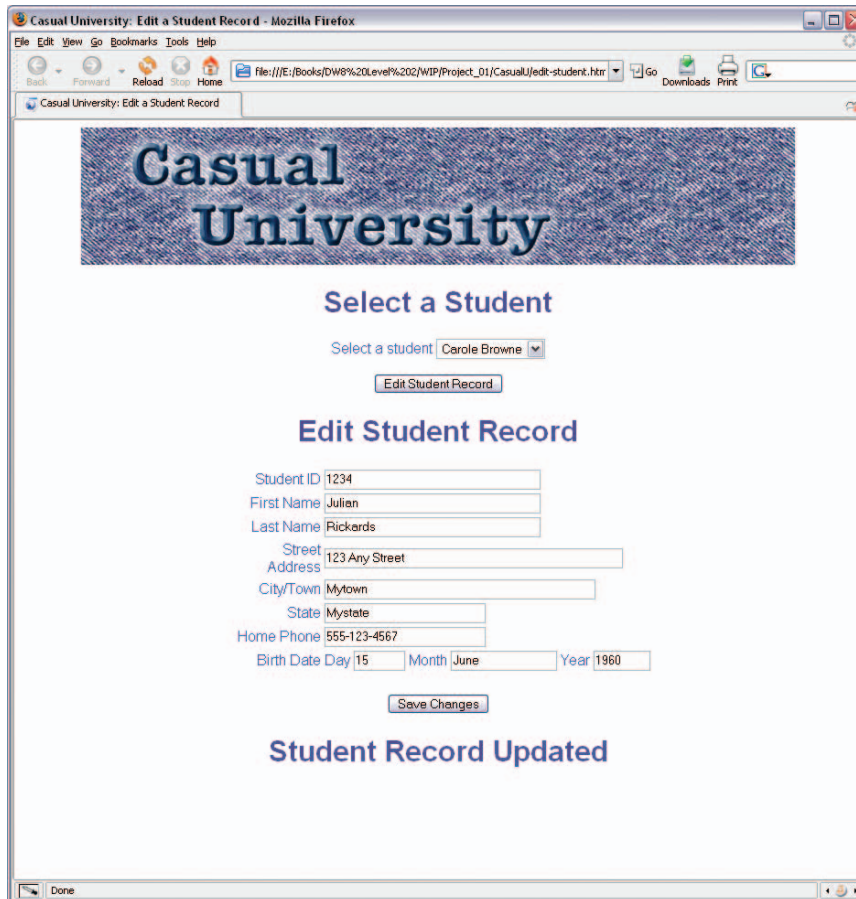 Casual University: Edit a Student Record - Mozilla Firefox
File Edit View Go Bookmarks Tools Help
Back Forward Reload Stop Home file:///E:/Books/DW8%20Level%202/WIP/Project_01/CasualU/edit-student.htm Go Downloads Print G
Casual University: Edit a Student Record
Casual
University
Select a Student
Select a student Carole Browne
Edit Student Record
Edit Student Record
Student ID 1234
First Name Julian
Last Name Rickards
Street
Address 123 Any Street
City/Town Mytown
State Mystate
Home Phone 555-123-4567
Birth Date Day 15 Month June Year 1960
Save Changes
Student Record Updated
Done